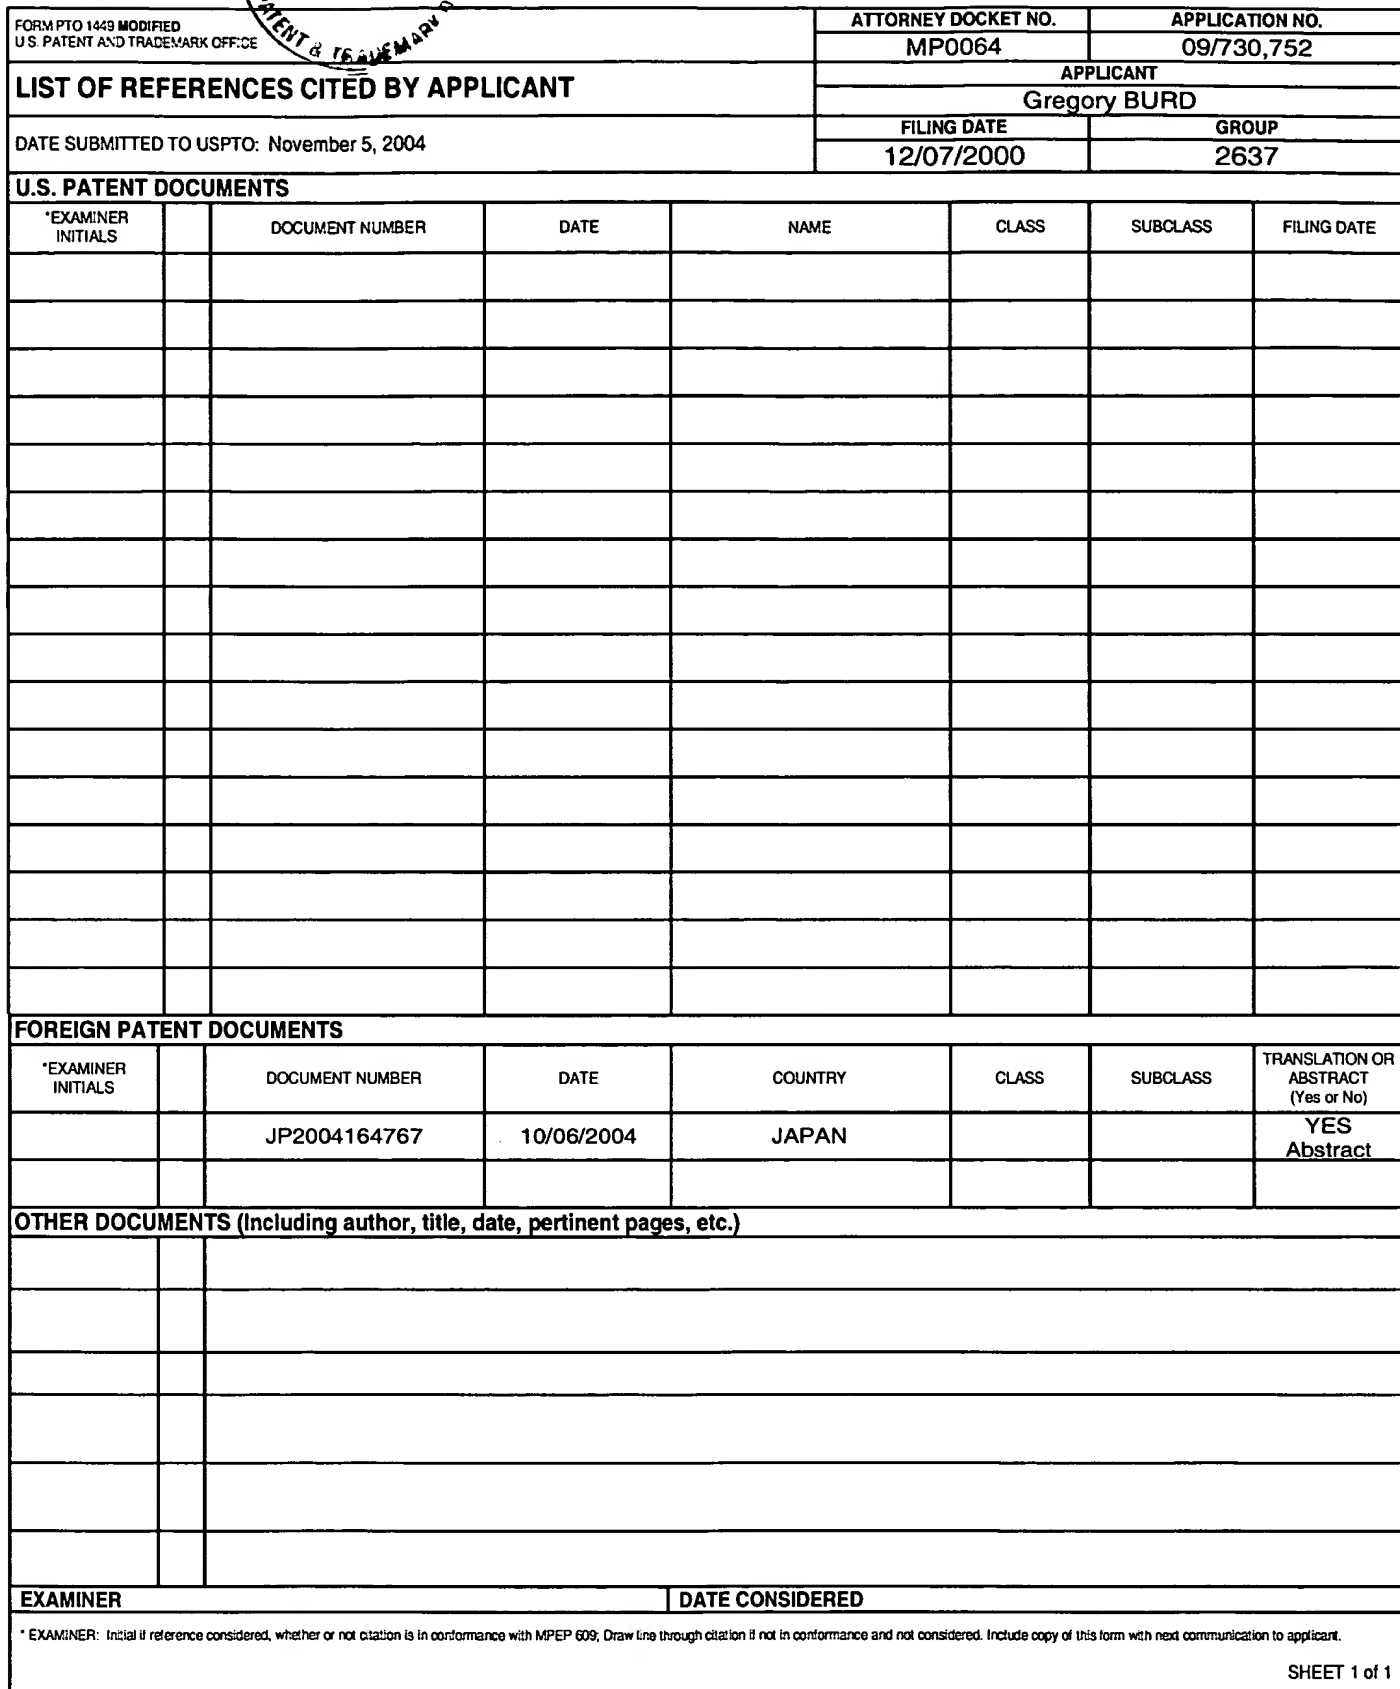 FORM PTO 1449 MODIFIED
U.S. PATENT AND TRADEMARK OFFICE
PATENT & TRADEMARK
LIST OF REFERENCES CITED BY APPLICANT
DATE SUBMITTED TO USPTO: November 5, 2004
ATTORNEY DOCKET NO. APPLICATION NO.
MP0064 09/730,752
APPLICANT
Gregory BURD
FILING DATE GROUP
12/07/2000 2637
U.S. PATENT DOCUMENTS
*EXAMINER INITIALS DOCUMENT NUMBER DATE NAME CLASS SUBCLASS FILING DATE
FOREIGN PATENT DOCUMENTS
*EXAMINER INITIALS DOCUMENT NUMBER DATE COUNTRY CLASS SUBCLASS TRANSLATION OR ABSTRACT (Yes or No)
JP2004164767 10/06/2004 JAPAN YES Abstract
OTHER DOCUMENTS (Including author, title, date, pertinent pages, etc.)
EXAMINER DATE CONSIDERED
* EXAMINER: Initial if reference considered, whether or not citation is in conformance with MPEP 609; Draw line through citation if not in conformance and not considered. Include copy of this form with next communication to applicant.
SHEET 1 of 1